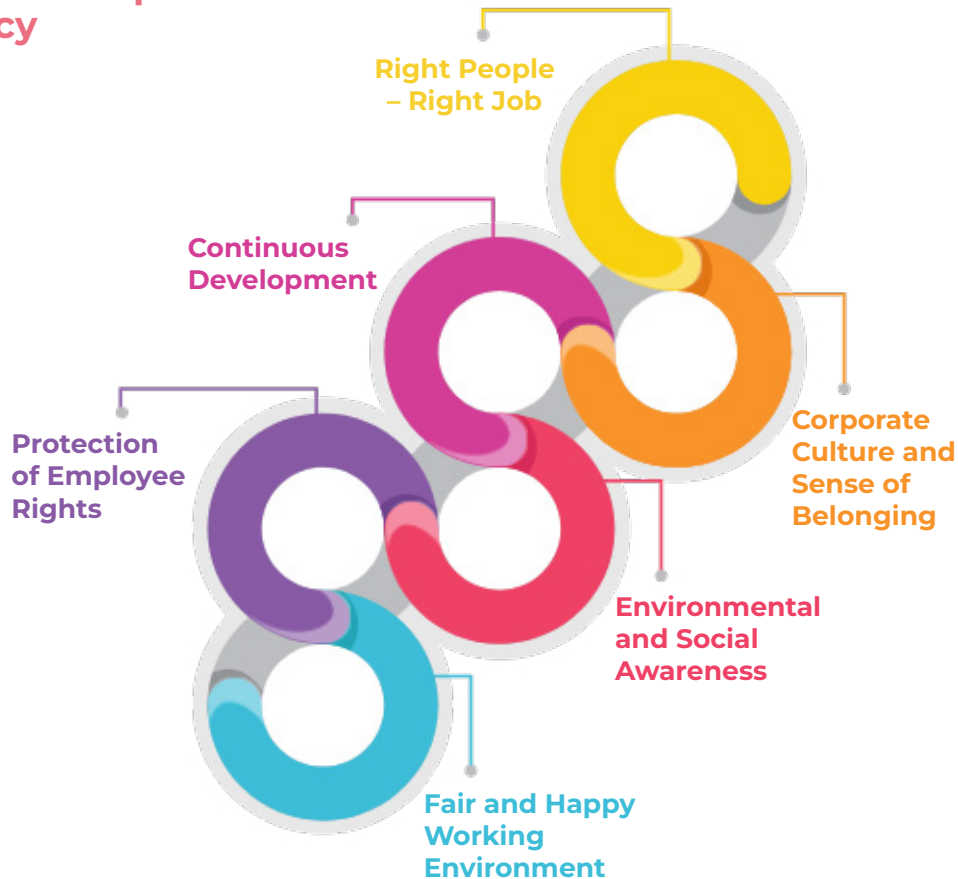 Right People
– Right Job
Continuous
Development
Protection
of Employee
Rights
Corporate
Culture and
Sense of
Belonging
Environmental
and Social
Awareness
Fair and Happy
Working
Environment